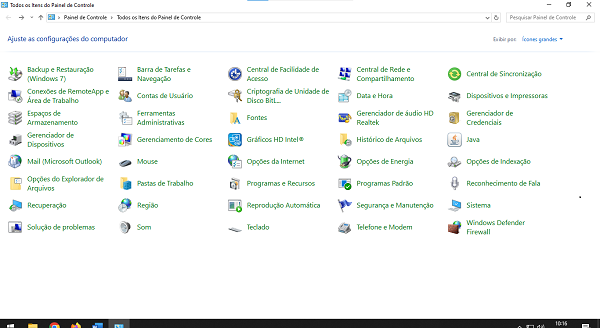 Todos os Itens do Painel de Controle
Painel de Controle > Todos os Itens do Painel de Controle
Pesquisar Painel de Controle
Ajuste as configurações do computador
Exibir por: Ícones grandes
Backup e Restauração (Windows 7)
Barra de Tarefas e Navegação
Central de Facilidade de Acesso
Central de Rede e Compartilhamento
Central de Sincronização
Conexões de RemoteApp e Área de Trabalho
Contas de Usuário
Criptografia de Unidade de Disco BitL...
Data e Hora
Dispositivos e Impressoras
Espaços de Armazenamento
Ferramentas Administrativas
Fontes
Gerenciador de áudio HD Realtek
Gerenciador de Credenciais
Gerenciador de Dispositivos
Gerenciamento de Cores
Gráficos HD Intel®
Histórico de Arquivos
Java
Mail (Microsoft Outlook)
Mouse
Opções da Internet
Opções de Energia
Opções de Indexação
Opções do Explorador de Arquivos
Pastas de Trabalho
Programas e Recursos
Programas Padrão
Reconhecimento de Fala
Recuperação
Região
Reprodução Automática
Segurança e Manutenção
Sistema
Solução de problemas
Som
Teclado
Telefone e Modem
Windows Defender Firewall
10:16